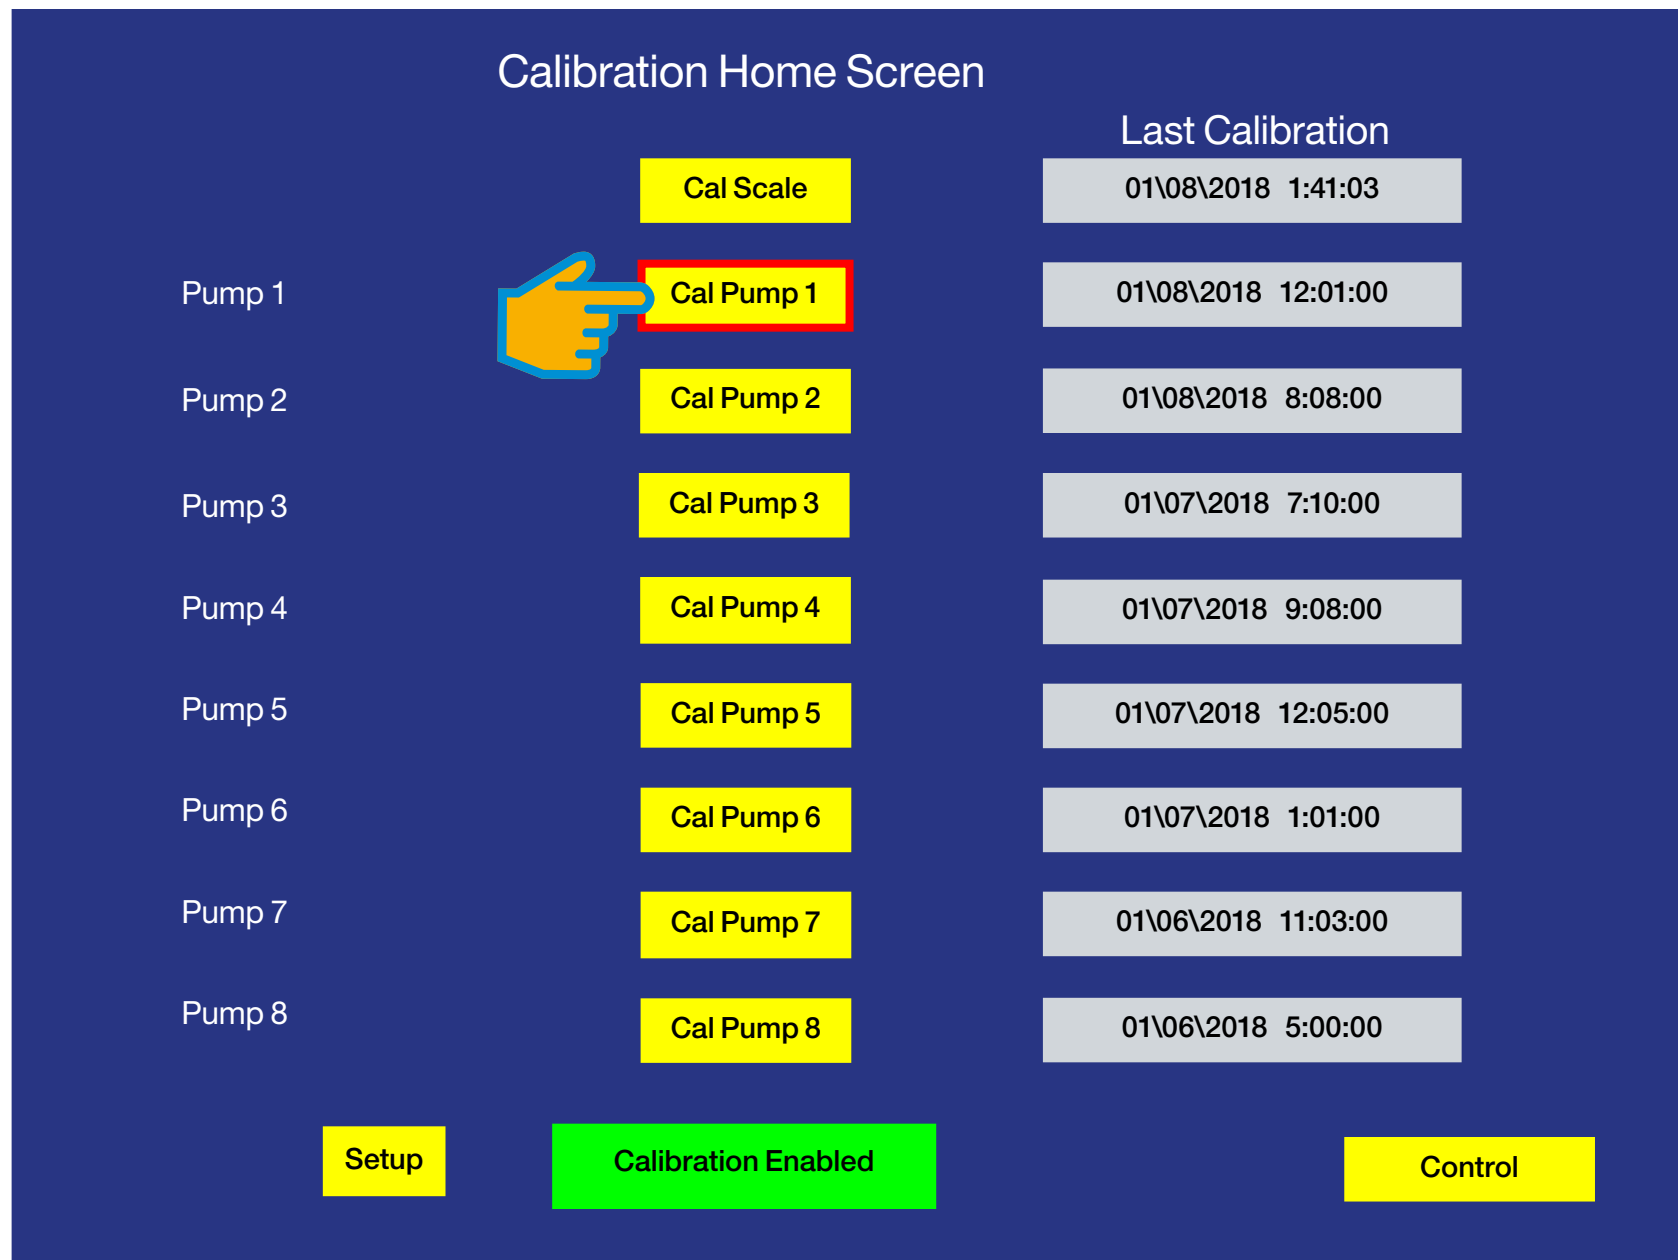 Calibration Home Screen
Last Calibration
Cal Scale 01\08\2018 1:41:03
Pump 1 Cal Pump 1 01\08\2018 12:01:00
Pump 2 Cal Pump 2 01\08\2018 8:08:00
Pump 3 Cal Pump 3 01\07\2018 7:10:00
Pump 4 Cal Pump 4 01\07\2018 9:08:00
Pump 5 Cal Pump 5 01\07\2018 12:05:00
Pump 6 Cal Pump 6 01\07\2018 1:01:00
Pump 7 Cal Pump 7 01\06\2018 11:03:00
Pump 8 Cal Pump 8 01\06\2018 5:00:00
Setup Calibration Enabled Control